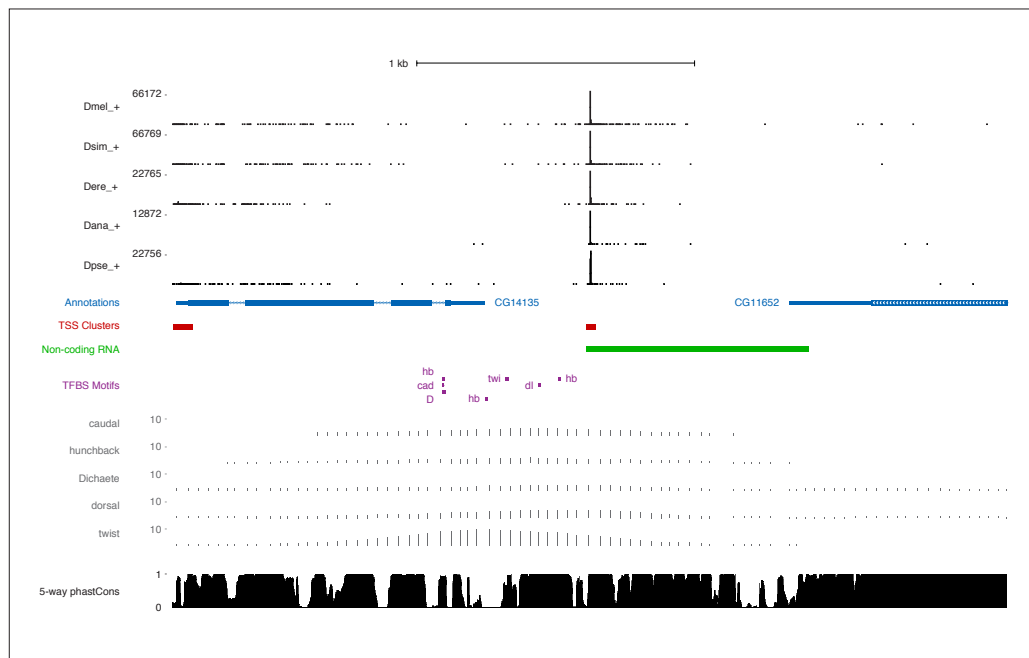 1 kb
66172
Dmel_+
66769
Dsim_+
22765
Dere_+
12872
Dana_+
22756
Dpse_+
Annotations
CG14135
CG11652
TSS Clusters
Non-coding RNA
hb
TFBS Motifs
cad
twi
dl
hb
D
hb
caudal
10
hunchback
10
Dichaete
10
dorsal
10
twist
10
5-way phastCons
1
0